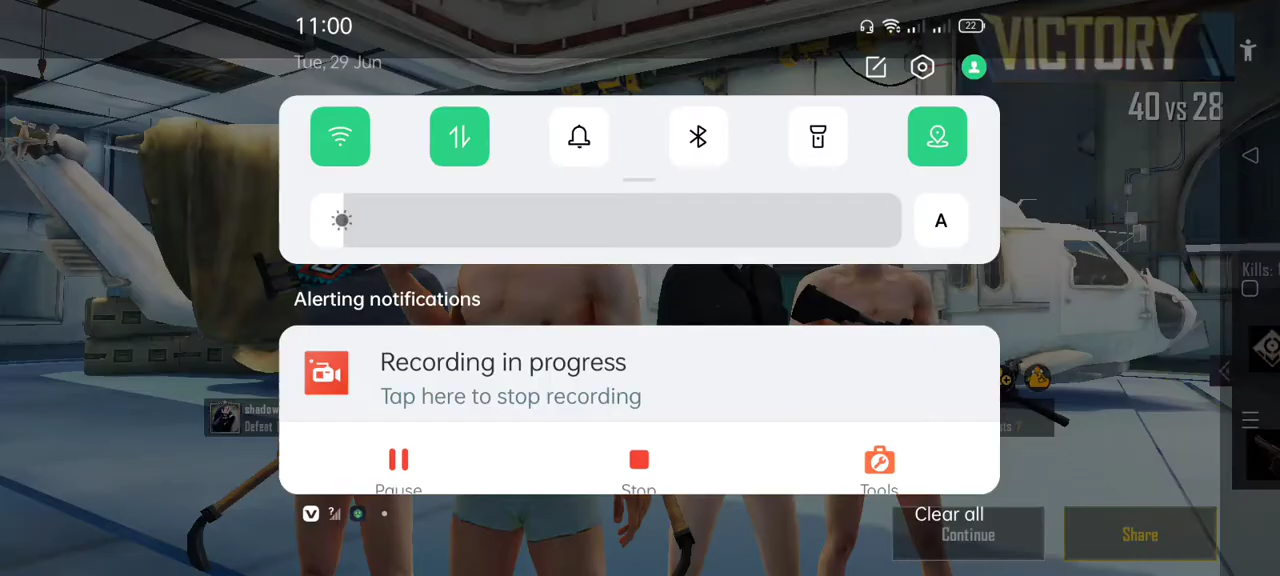 11:00
22
Tue, 29 Jun
VICTORY
40 VS 28
A
Alerting notifications
Kills:
Recording in progress
Tap here to stop recording
shadow
Defeat
Pause
Stop
Tools
Clear all
Continue
Share